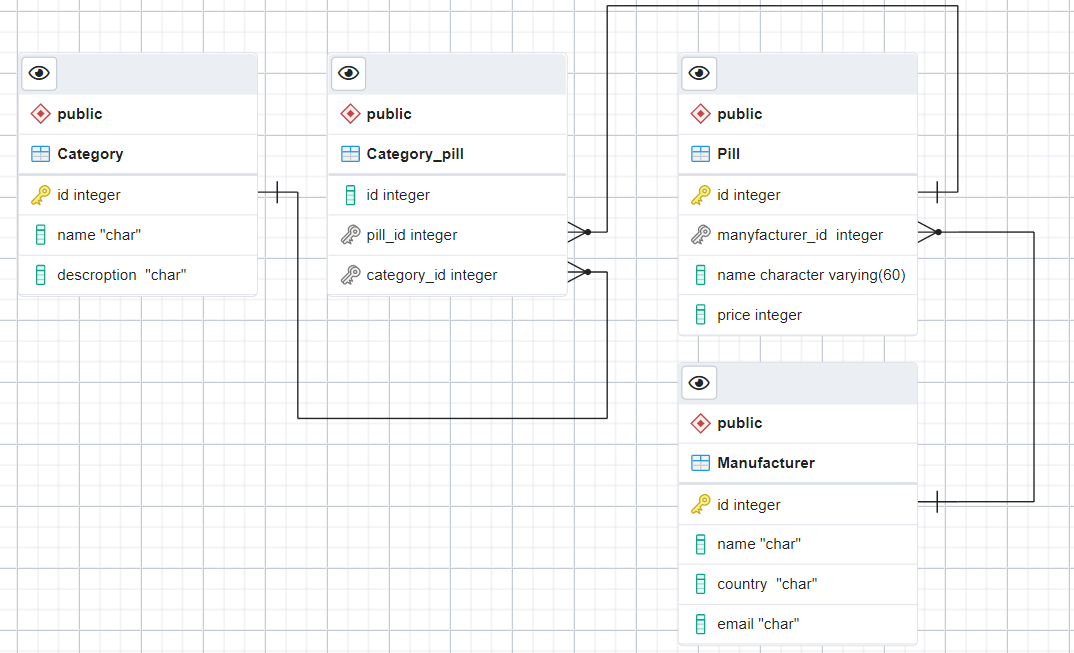 public
Category
id integer
name "char"
descroption "char"
public
Category_pill
id integer
pill_id integer
category_id integer
public
Pill
id integer
manyfacturer_id integer
name character varying(60)
price integer
public
Manufacturer
id integer
name "char"
country "char"
email "char"